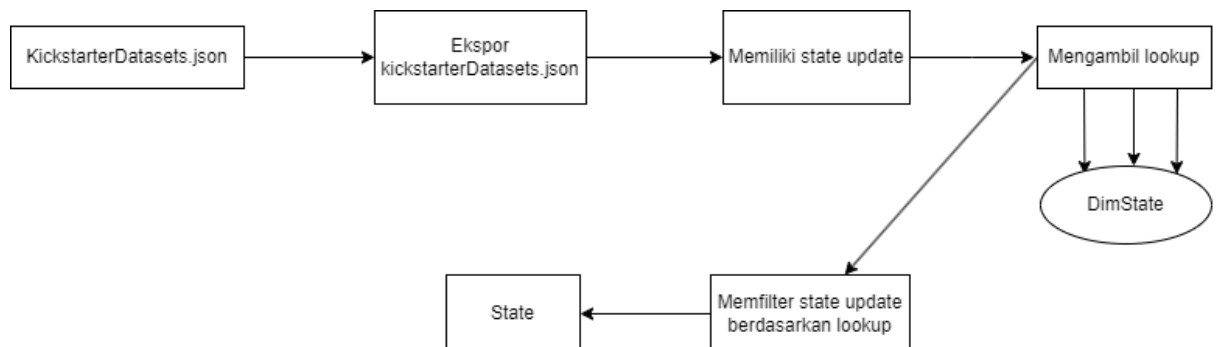 KickstarterDatasets.json
Ekspor
kickstarterDatasets.json
Memiliki state update
Mengambil lookup
DimState
Memfilter state update
berdasarkan lookup
State